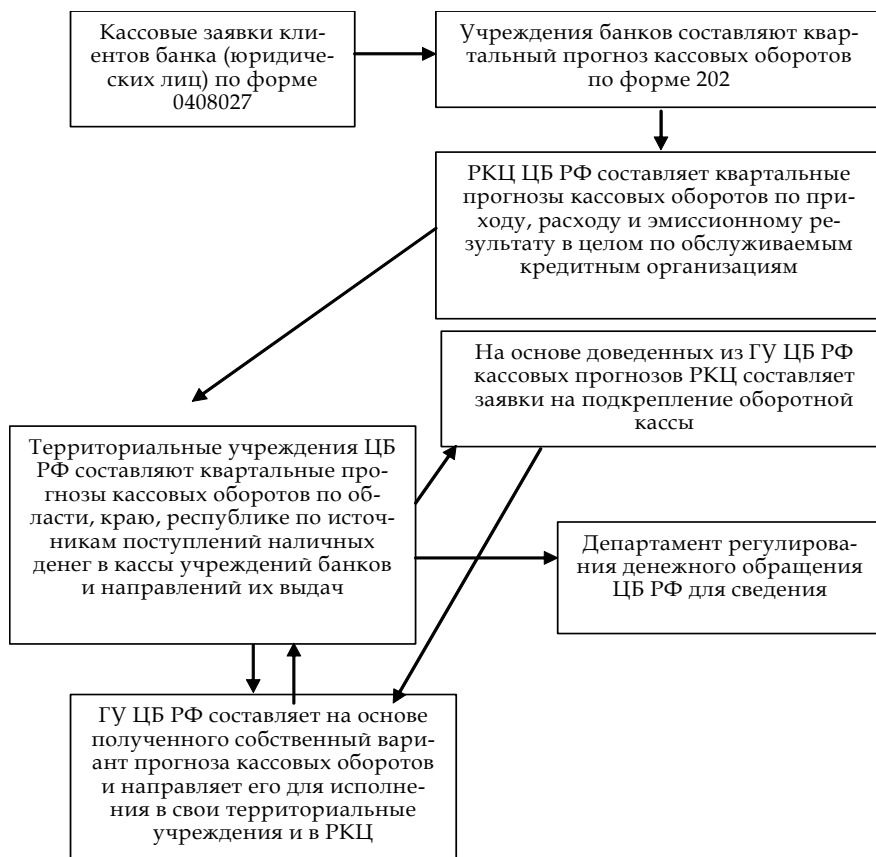 Кассовые заявки кли-
ентов банка (юридиче-
ских лиц) по форме
0408027
Учреждения банков составляют квар-
тальный прогноз кассовых оборотов
по форме 202
РКЦ ЦБ РФ составляет квартальные
прогнозы кассовых оборотов по при-
ходу, расходу и эмиссионному ре-
зультату в целом по обслуживаемым
кредитным организациям
На основе доведенных из ГУ ЦБ РФ
кассовых прогнозов РКЦ составляет
заявки на подкрепление оборотной
кассы
Территориальные учреждения ЦБ
РФ составляют квартальные про-
гнозы кассовых оборотов по об-
ласти, краю, республике по источ-
никам поступлений наличных
денег в кассы учреждений банков
и направлений их выдач
Департамент регулирова-
ния денежного обращения
ЦБ РФ для сведения
ГУ ЦБ РФ составляет на основе
полученного собственный вари-
ант прогноза кассовых оборотов
и направляет его для исполне-
ния в свои территориальные
учреждения и в РКЦ